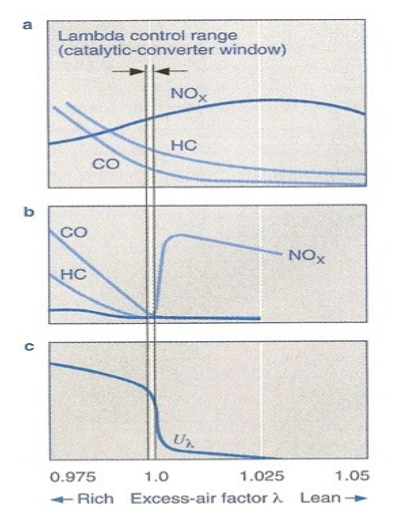 a
Lambda control range
(catalytic-converter window)
NOX
HC
CO
b
CO
HC
NOX
c
Uλ
0.975 1.0 1.025 1.05
← Rich Excess-air factor λ Lean →